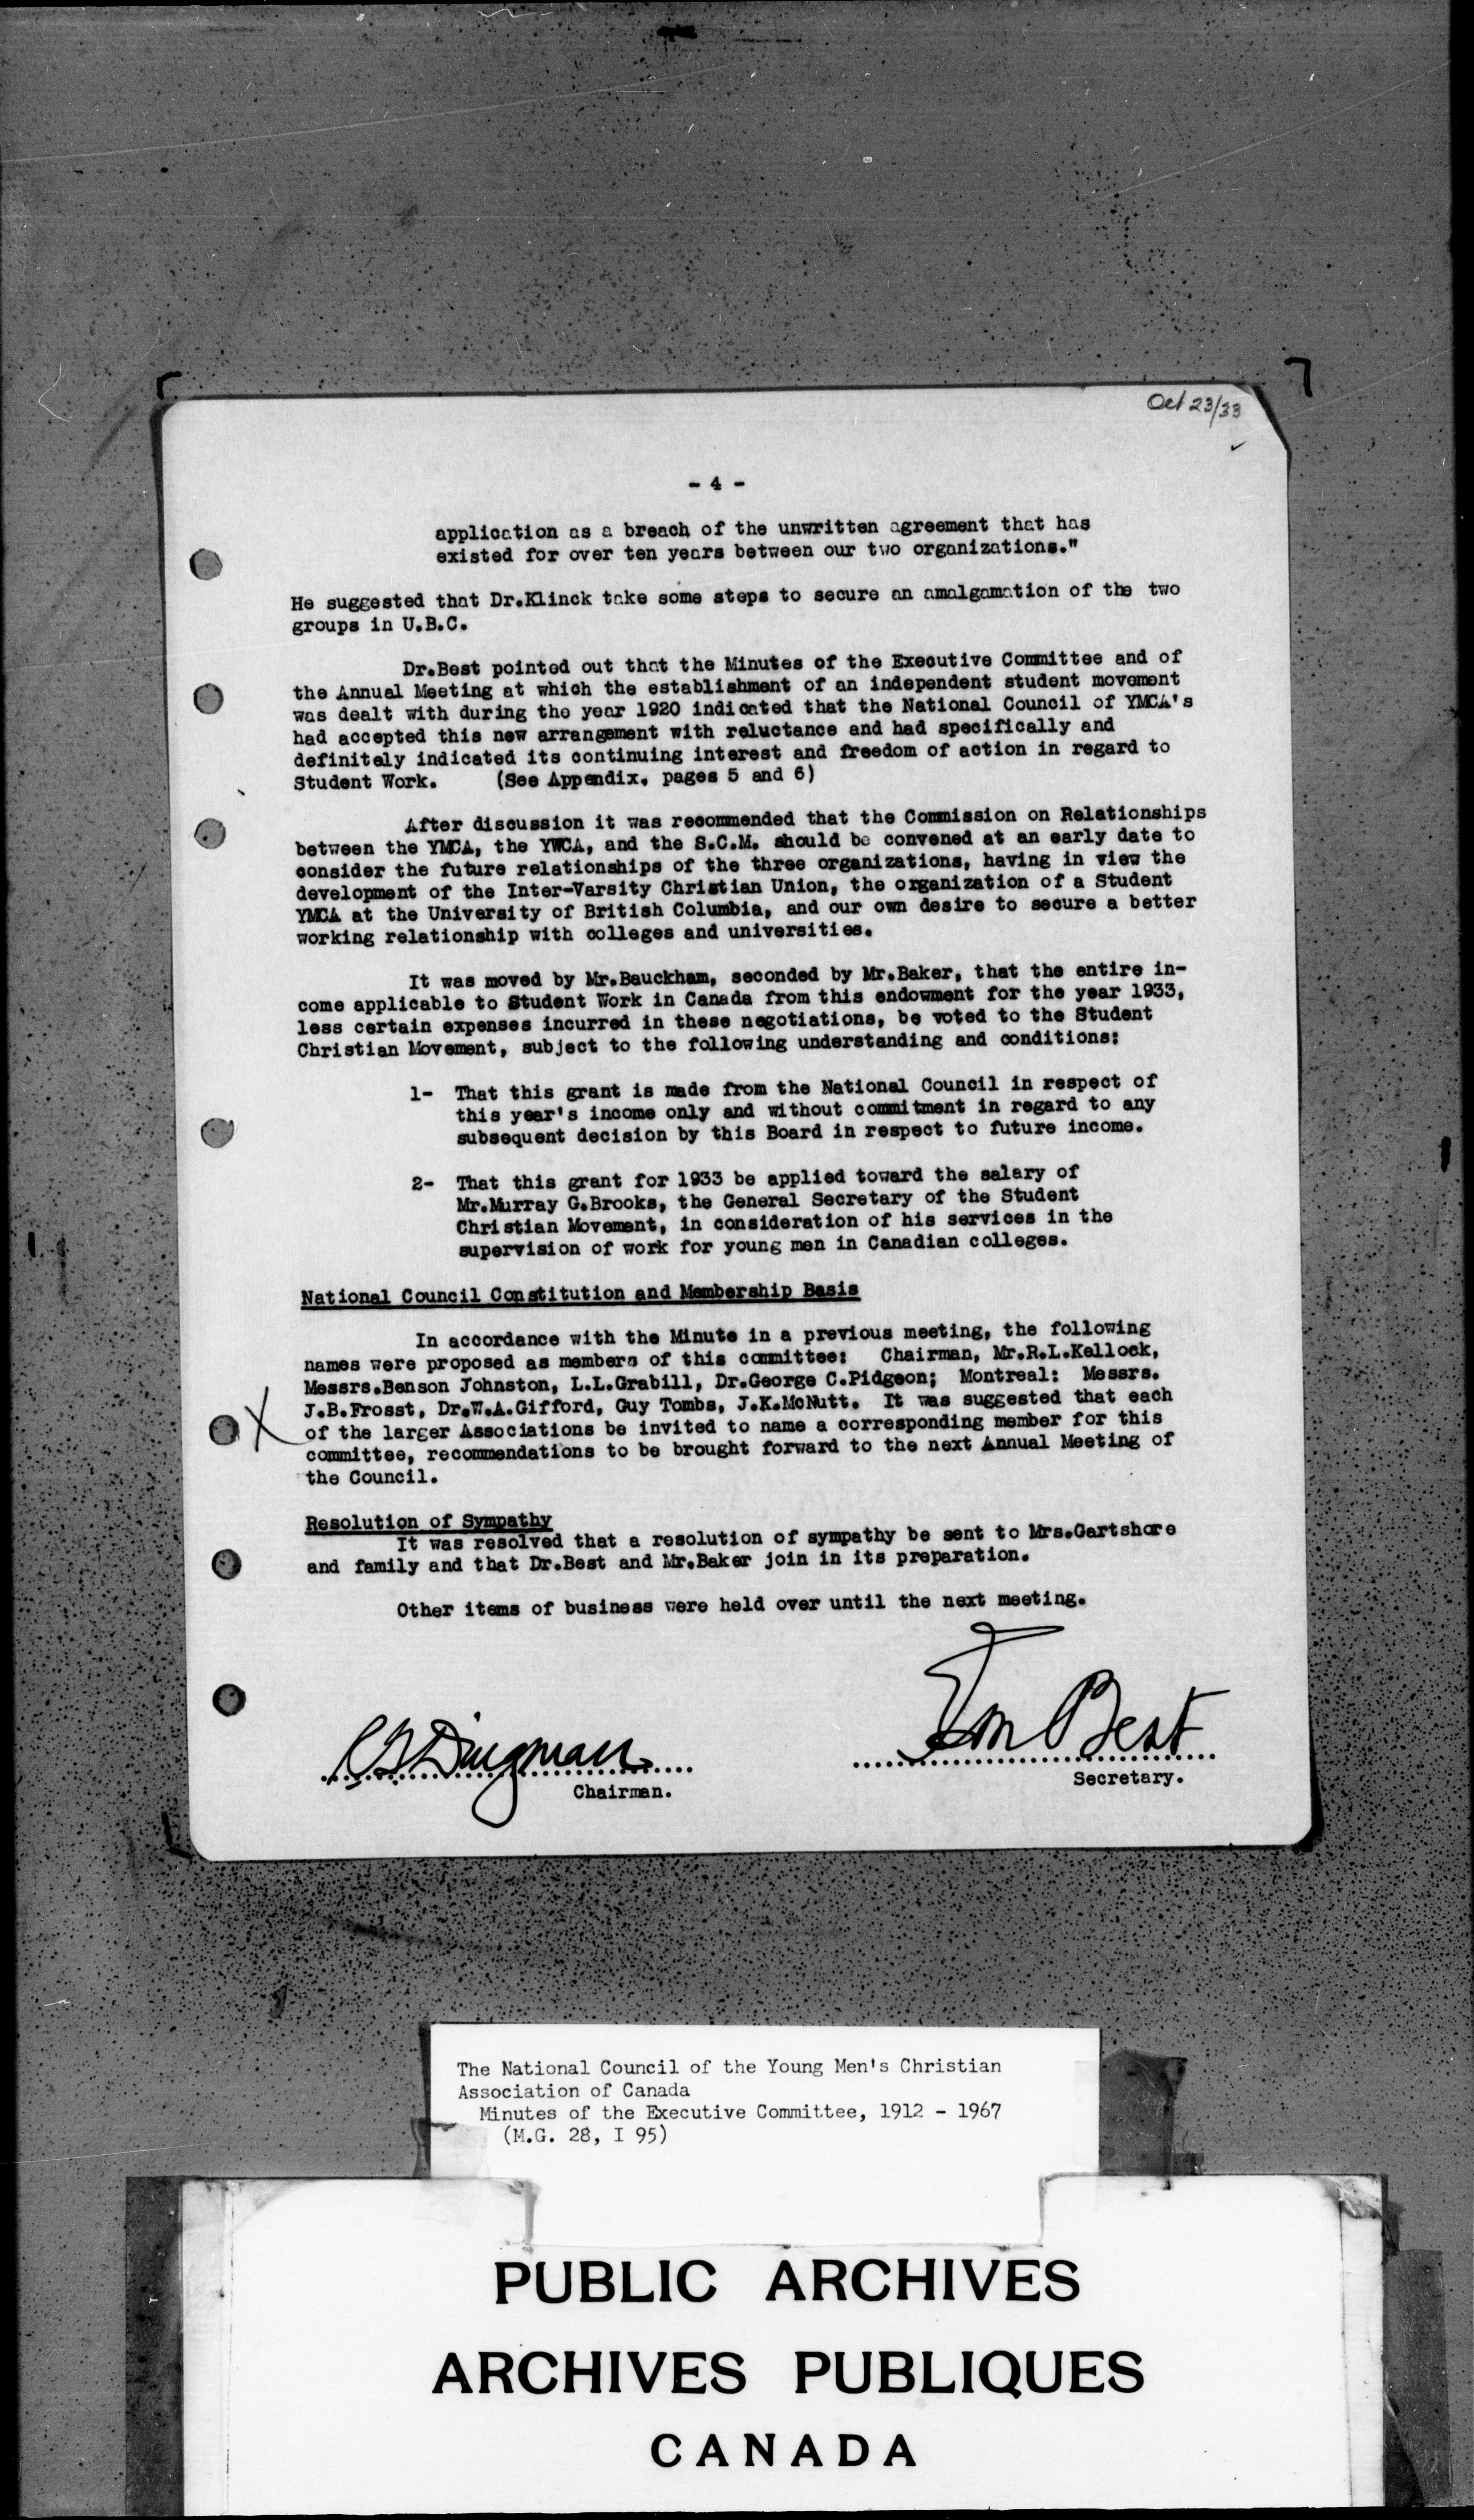 Oct 23/33
- 4 -
application as a breach of the unwritten agreement that has
existed for over ten years between our two organizations."
He suggested that Dr.Klinck take some steps to secure an amalgamation of the two
groups in U.B.C.
Dr.Best pointed out that the Minutes of the Executive Committee and of
the Annual Meeting at which the establishment of an independent student movement
was dealt with during the year 1920 indicated that the National Council of YMCA's
had accepted this new arrangement with reluctance and had specifically and
definitely indicated its continuing interest and freedom of action in regard to
Student Work. (See Appendix, pages 5 and 6)
After discussion it was recommended that the Commission on Relationships
between the YMCA, the YWCA, and the S.C.M. should be convened at an early date to
consider the future relationships of the three organizations, having in view the
development of the Inter-Varsity Christian Union, the organization of a Student
YMCA at the University of British Columbia, and our own desire to secure a better
working relationship with colleges and universities.
It was moved by Mr.Bauckham, seconded by Mr.Baker, that the entire in-
come applicable to Student Work in Canada from this endowment for the year 1933,
less certain expenses incurred in these negotiations, be voted to the Student
Christian Movement, subject to the following understanding and conditions:
1- That this grant is made from the National Council in respect of
this year's income only and without commitment in regard to any
subsequent decision by this Board in respect to future income.
2- That this grant for 1933 be applied toward the salary of
Mr.Murray G.Brooks, the General Secretary of the Student
Christian Movement, in consideration of his services in the
supervision of work for young men in Canadian colleges.
National Council Constitution and Membership Basis
In accordance with the Minute in a previous meeting, the following
names were proposed as members of this committee: Chairman, Mr.R.L.Kellock,
Messrs.Benson Johnston, L.L.Grabill, Dr.George C.Pidgeon; Montreal: Messrs.
J.B.Frosst, Dr.W.A.Gifford, Guy Tombs, J.K.McNutt. It was suggested that each
of the larger Associations be invited to name a corresponding member for this
committee, recommendations to be brought forward to the next Annual Meeting of
the Council.
Resolution of Sympathy
It was resolved that a resolution of sympathy be sent to Mrs.Gartshore
and family and that Dr.Best and Mr.Baker join in its preparation.
Other items of business were held over until the next meeting.
Dingman
Best
Chairman.
Secretary.
The National Council of the Young Men's Christian
Association of Canada
Minutes of the Executive Committee, 1912 - 1967
(M.G. 28, I 95)
PUBLIC ARCHIVES
ARCHIVES PUBLIQUES
CANADA